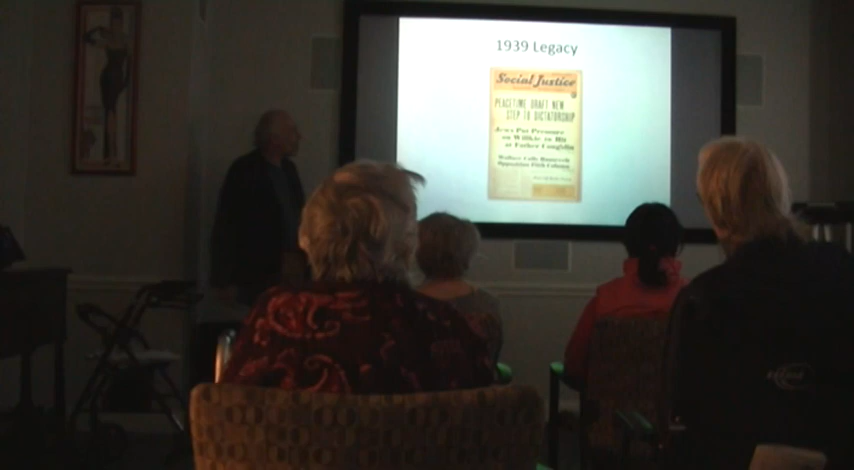 1939 Legacy
Social Justice
PEACETIME DRAFT NEW
STEP TO DICTATORSHIP
Jews Put Pressure
on Willkie to Hit
at Father Coughlin
Wallace Calls Roosevelt
Opposition Fifth Column